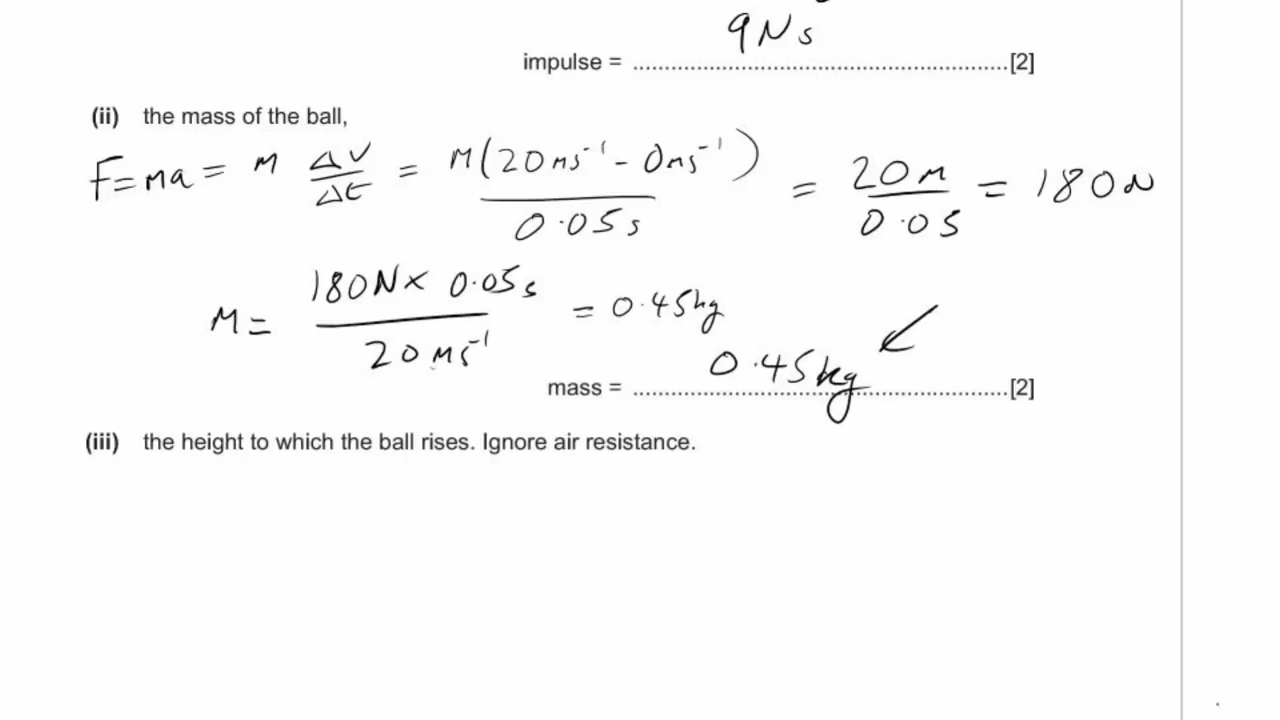 9Ns
impulse = ........................................................[2]
(ii) the mass of the ball,
F=ma = M ΔV/Δt = M(20ms⁻¹ - 0ms⁻¹)/0.05s = 20M/0.05 = 180N
M = 180N × 0.05s / 20ms⁻¹ = 0.45kg
0.45kg
mass = ........................................................[2]
(iii) the height to which the ball rises. Ignore air resistance.